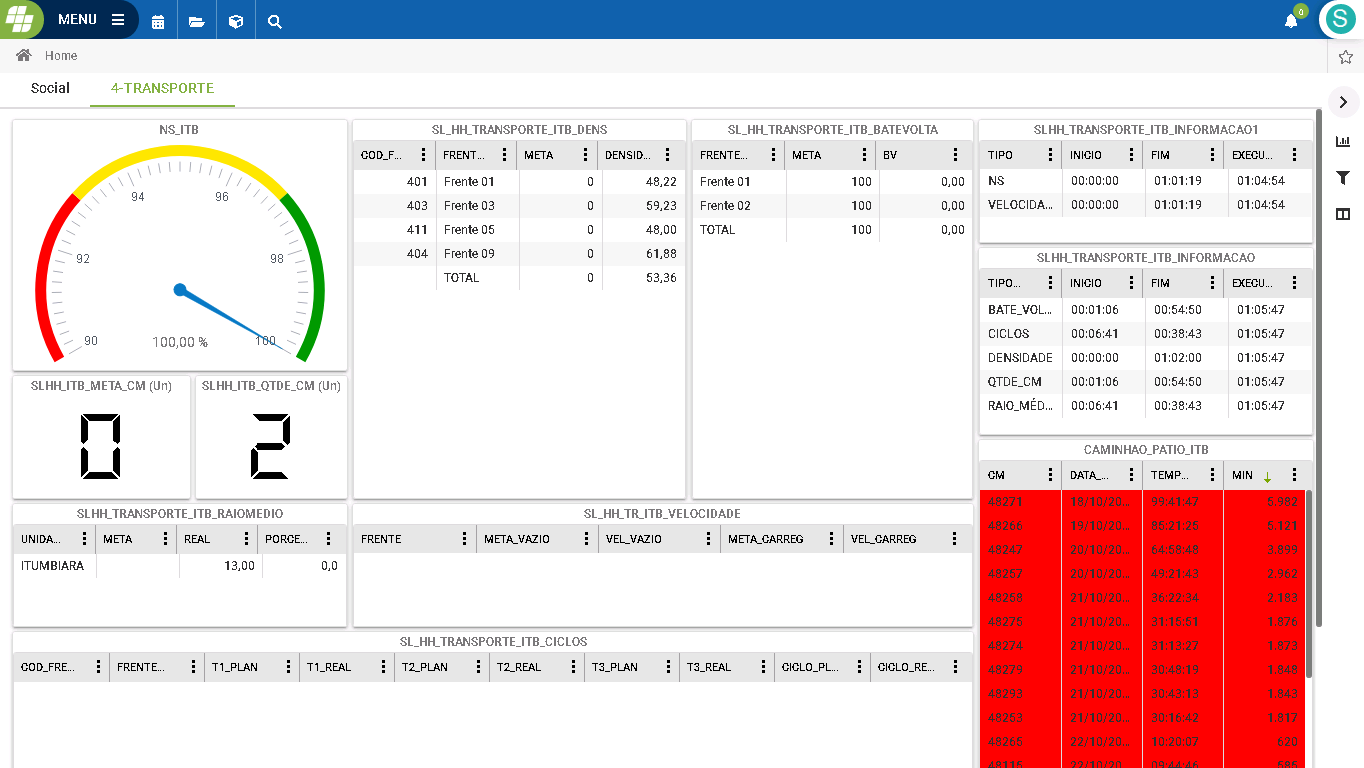 MENU
0
S
Home
Social 4-TRANSPORTE
NS_ITB
94 96
92 98
90 100,00 % 100
SLHH_ITB_META_CM (Un)
0
SLHH_ITB_QTDE_CM (Un)
2
SL_HH_TRANSPORTE_ITB_DENS
COD_F... FRENT... META DENSID...
401 Frente 01 0 48,22
403 Frente 03 0 59,23
411 Frente 05 0 48,00
404 Frente 09 0 61,88
TOTAL 0 53,36
SL_HH_TRANSPORTE_ITB_BATEVOLTA
FRENTE... META BV
Frente 01 100 0,00
Frente 02 100 0,00
TOTAL 100 0,00
SLHH_TRANSPORTE_ITB_INFORMACAO1
TIPO INICIO FIM EXECU...
NS 00:00:00 01:01:19 01:04:54
VELOCIDA... 00:00:00 01:01:19 01:04:54
SLHH_TRANSPORTE_ITB_INFORMACAO
TIPO... INICIO FIM EXECU...
BATE_VOL... 00:01:06 00:54:50 01:05:47
CICLOS 00:06:41 00:38:43 01:05:47
DENSIDADE 00:00:00 01:02:00 01:05:47
QTDE_CM 00:01:06 00:54:50 01:05:47
RAIO_MÉD... 00:06:41 00:38:43 01:05:47
SLHH_TRANSPORTE_ITB_RAIOMEDIO
UNIDA... META REAL PORCE...
ITUMBIARA 13,00 0,0
SL_HH_TR_ITB_VELOCIDADE
FRENTE META_VAZIO VEL_VAZIO META_CARREG VEL_CARREG
SL_HH_TRANSPORTE_ITB_CICLOS
COD_FRE... FRENTE... T1_PLAN T1_REAL T2_PLAN T2_REAL T3_PLAN T3_REAL CICLO_PL... CICLO_RE...
CAMINHAO_PATIO_ITB
CM DATA_... TEMP... MIN
48271 18/10/20... 99:41:47 5.982
48265 19/10/20... 85:21:25 5.121
48247 20/10/20... 64:58:48 3.899
48257 20/10/20... 49:21:43 2.962
48258 21/10/20... 36:22:34 2.183
48275 21/10/20... 31:15:51 1.876
48274 21/10/20... 31:13:27 1.873
48279 21/10/20... 30:48:19 1.848
48293 21/10/20... 30:43:13 1.843
48253 21/10/20... 30:16:42 1.817
48265 22/10/20... 10:20:07 620